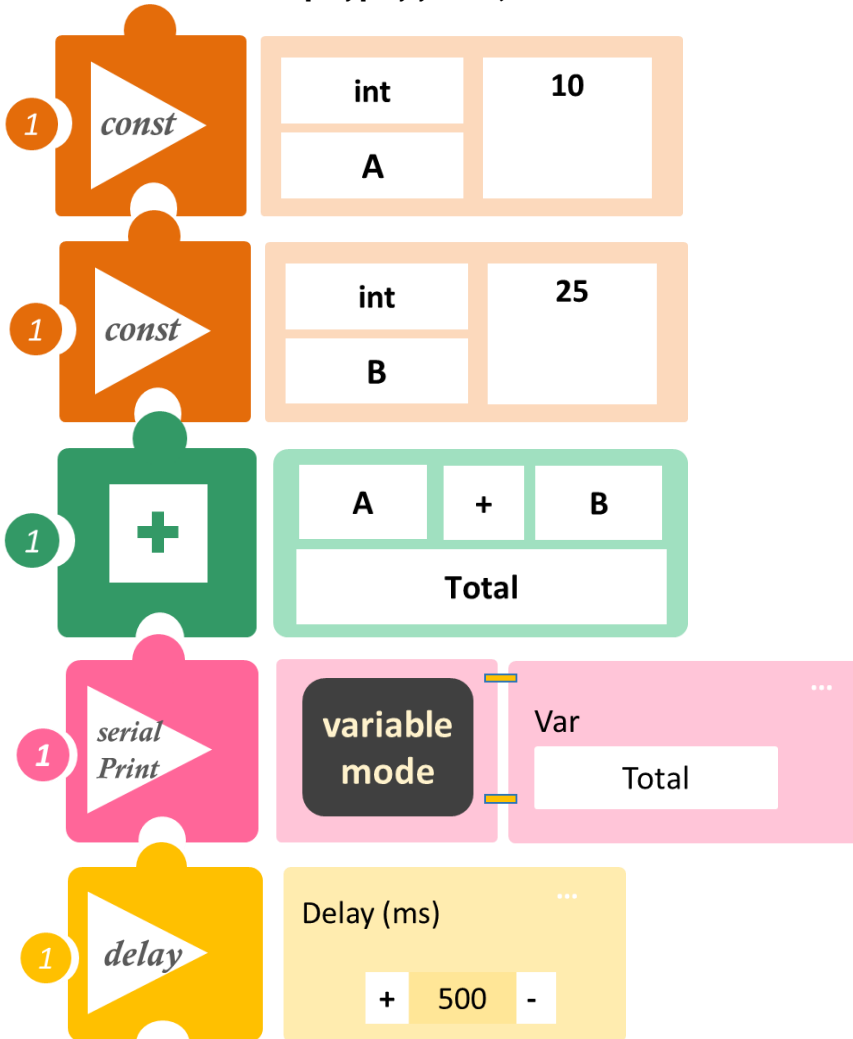 1
const
int
10
A
1
const
int
25
B
1
+
A + B
Total
1
serial
Print
variable
mode
...
Var
Total
1
delay
...
Delay (ms)
+ 500 -